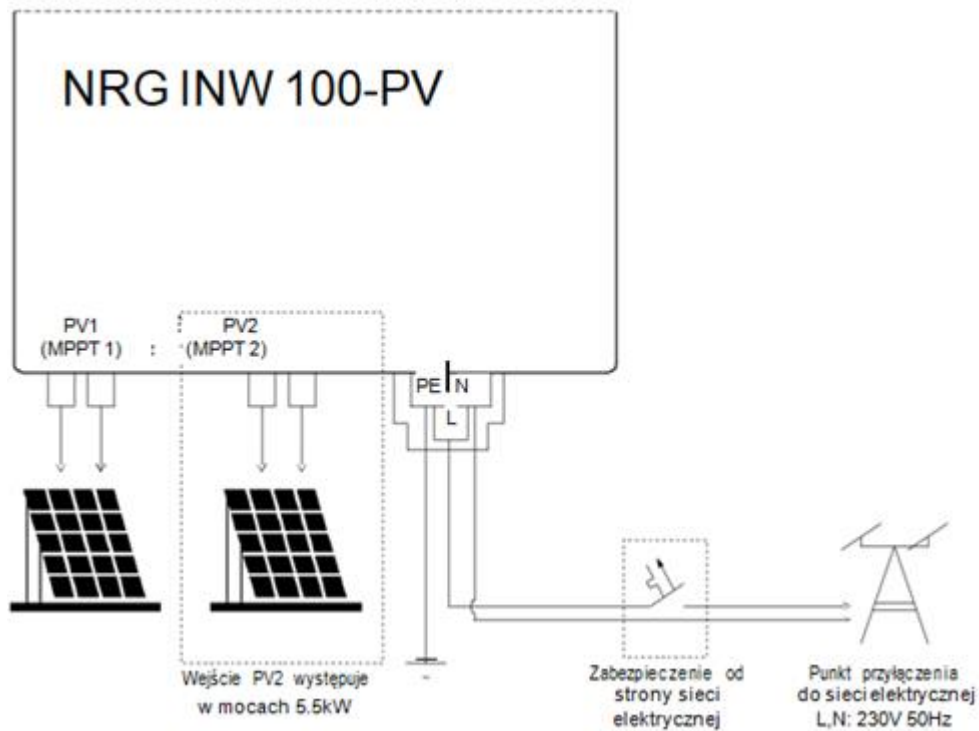 NRG INW 100-PV
PV1
(MPPT 1)
:
PV2
(MPPT 2)
PE N
L
Wejście PV2 występuje
w mocach 5.5kW
Zabezpieczenie od
strony sieci
elektrycznej
Punkt przyłączenia
do sieci elektrycznej
L,N: 230V 50Hz